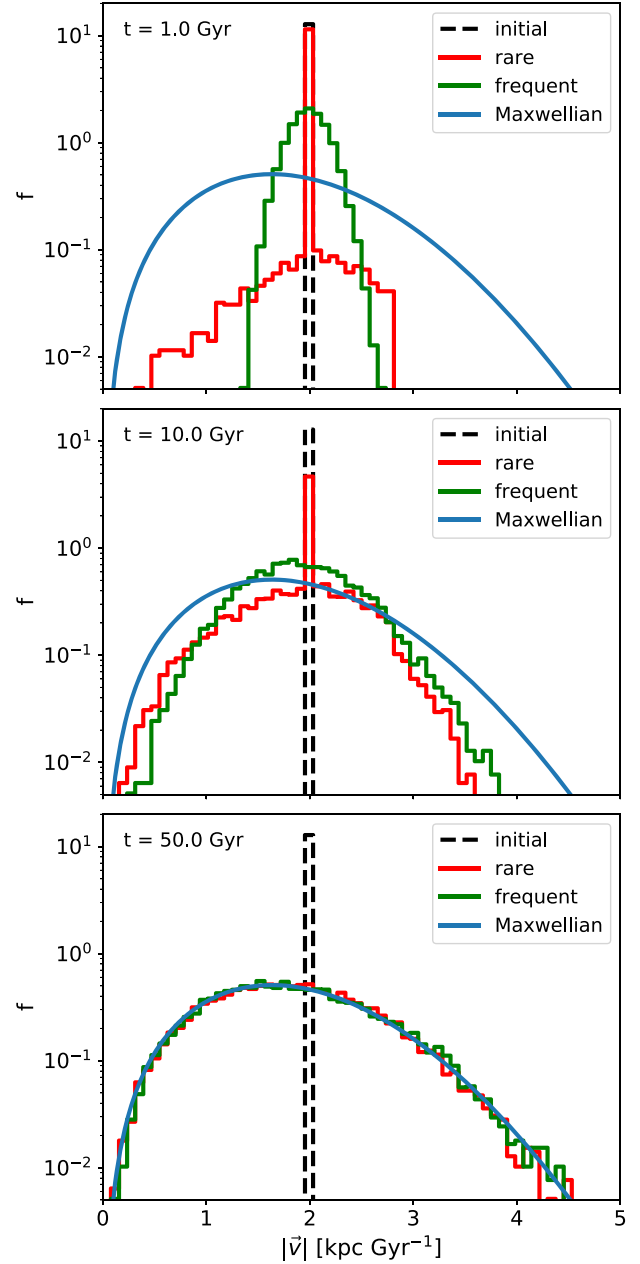 t = 1.0 Gyr
initial
rare
frequent
Maxwellian
10¹
10⁰
10⁻¹
10⁻²
f
t = 10.0 Gyr
initial
rare
frequent
Maxwellian
10¹
10⁰
10⁻¹
10⁻²
f
t = 50.0 Gyr
initial
rare
frequent
Maxwellian
10¹
10⁰
10⁻¹
10⁻²
f
0 1 2 3 4 5
|v⃗| [kpc Gyr⁻¹]